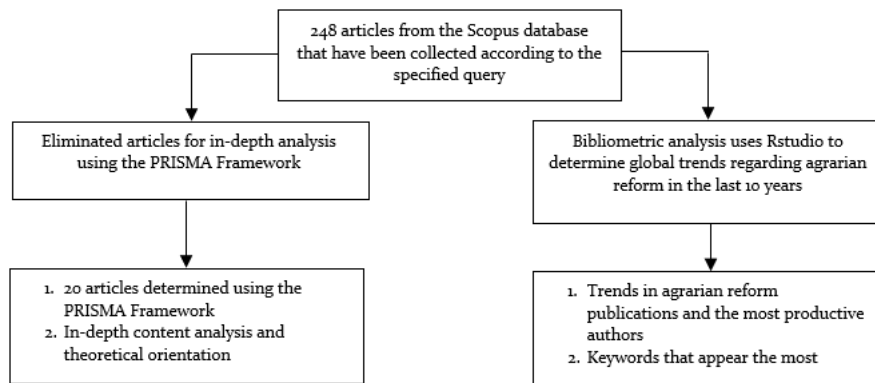 248 articles from the Scopus database
that have been collected according to the
specified query
Eliminated articles for in-depth analysis
using the PRISMA Framework
Bibliometric analysis uses Rstudio to
determine global trends regarding agrarian
reform in the last 10 years
1. 20 articles determined using the
PRISMA Framework
2. In-depth content analysis and
theoretical orientation
1. Trends in agrarian reform
publications and the most productive
authors
2. Keywords that appear the most